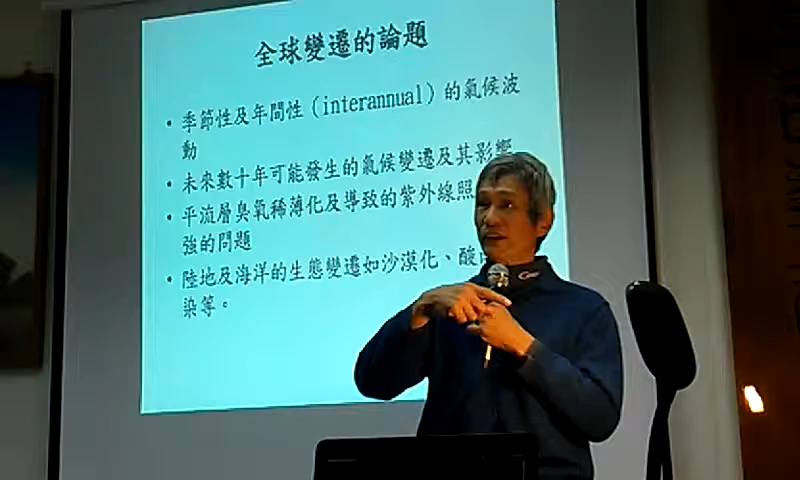 全球變遷的論題
• 季節性及年間性（interannual）的氣候波
動
• 未來數十年可能發生的氣候變遷及其影響
• 平流層臭氧稀薄化及導致的紫外線照
強的問題
• 陸地及海洋的生態變遷如沙漠化、酸
染等。